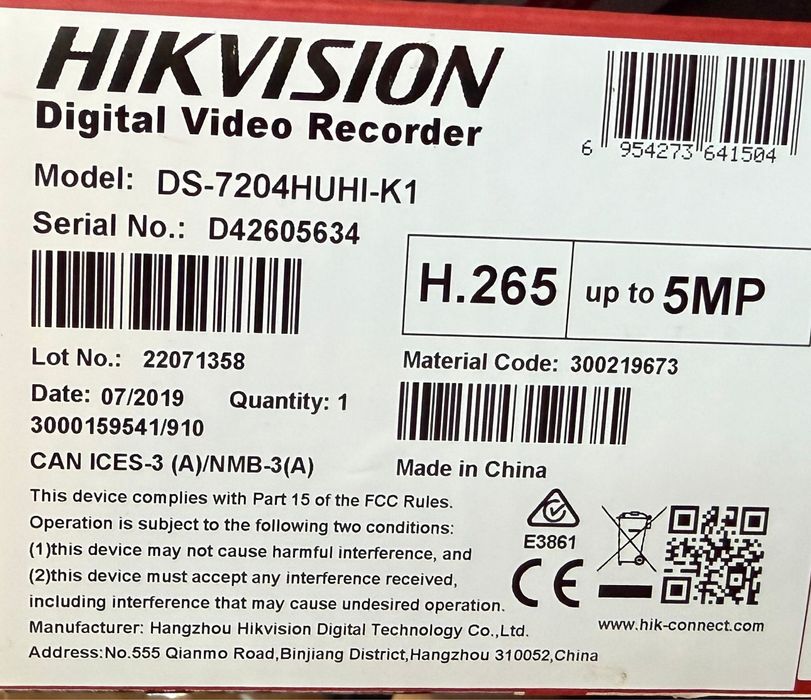 HIKVISION
Digital Video Recorder
6 954273 641504
Model: DS-7204HUHI-K1
Serial No.: D42605634
H.265 up to 5MP
Lot No.: 22071358
Material Code: 300219673
Date: 07/2019 Quantity: 1
3000159541/910
CAN ICES-3 (A)/NMB-3(A)
Made in China
This device complies with Part 15 of the FCC Rules.
Operation is subject to the following two conditions:
(1)this device may not cause harmful interference, and
(2)this device must accept any interference received,
including interference that may cause undesired operation.
E3861
CE
www.hik-connect.com
Manufacturer: Hangzhou Hikvision Digital Technology Co.,Ltd.
Address:No.555 Qianmo Road,Binjiang District,Hangzhou 310052,China